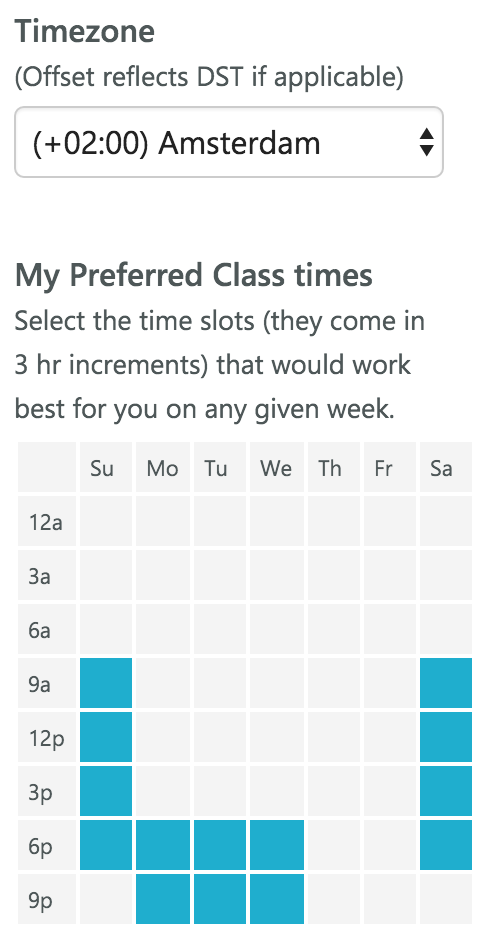 Timezone
(Offset reflects DST if applicable)
(+02:00) Amsterdam
My Preferred Class times
Select the time slots (they come in
3 hr increments) that would work
best for you on any given week.
Su Mo Tu We Th Fr Sa
12a
3a
6a
9a
12p
3p
6p
9p